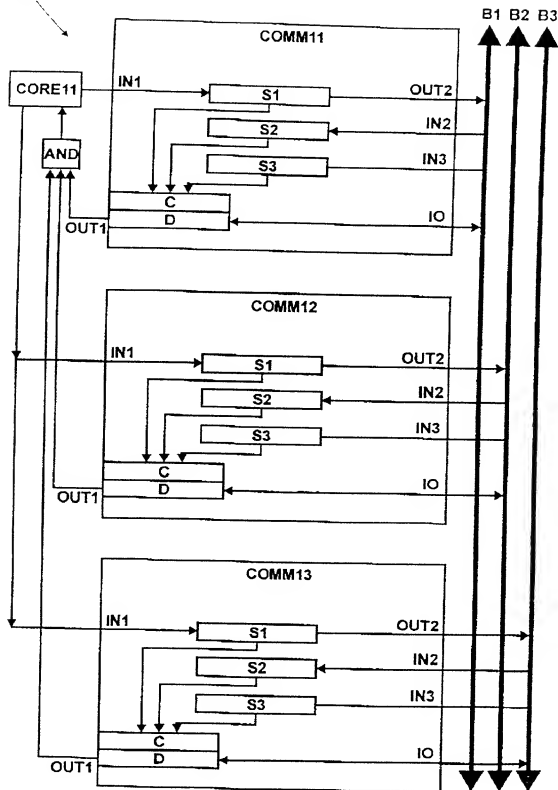 B1 B2 B3
COMM11
CORE11
IN1
S1
OUT2
S2
IN2
AND
S3
IN3
C
D
OUT1
IO
COMM12
IN1
S1
OUT2
S2
IN2
S3
IN3
C
D
OUT1
IO
COMM13
IN1
S1
OUT2
S2
IN2
S3
IN3
C
D
OUT1
IO